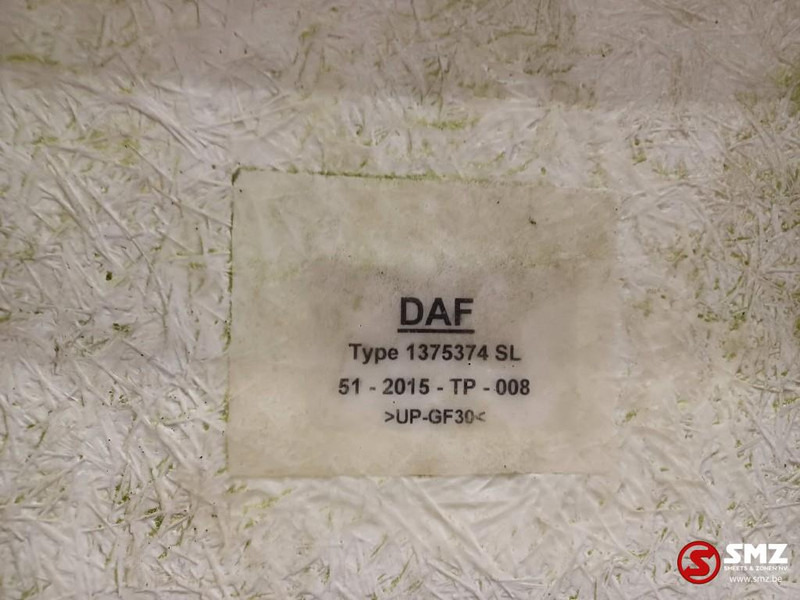 DAF
Type 1375374 SL
51 - 2015 - TP - 008
>UP-GF30<
SMZ
SMEETS & ZONEN NV
www.smz.be